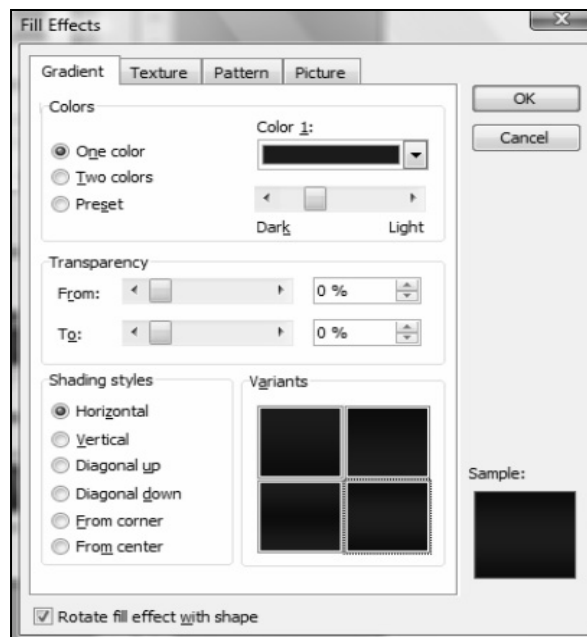 Fill Effects
Gradient
Texture
Pattern
Picture
OK
Cancel
Colors
One color
Two colors
Preset
Color 1:
Dark
Light
Transparency
From:
0 %
To:
0 %
Shading styles
Horizontal
Vertical
Diagonal up
Diagonal down
From corner
From center
Variants
Sample:
Rotate fill effect with shape